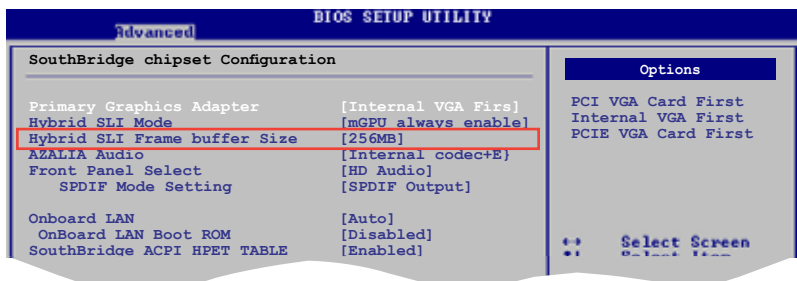 BIOS SETUP UTILITY
Advanced
SouthBridge chipset Configuration
Primary Graphics Adapter [Internal VGA Firs]
Hybrid SLI Mode [mGPU always enable]
Hybrid SLI Frame buffer Size [256MB]
AZALIA Audio [Internal codec+E}
Front Panel Select [HD Audio]
SPDIF Mode Setting [SPDIF Output]
Onboard LAN [Auto]
OnBoard LAN Boot ROM [Disabled]
SouthBridge ACPI HPET TABLE [Enabled]
Options
PCI VGA Card First
Internal VGA First
PCIE VGA Card First
↔ Select Screen
Select Item